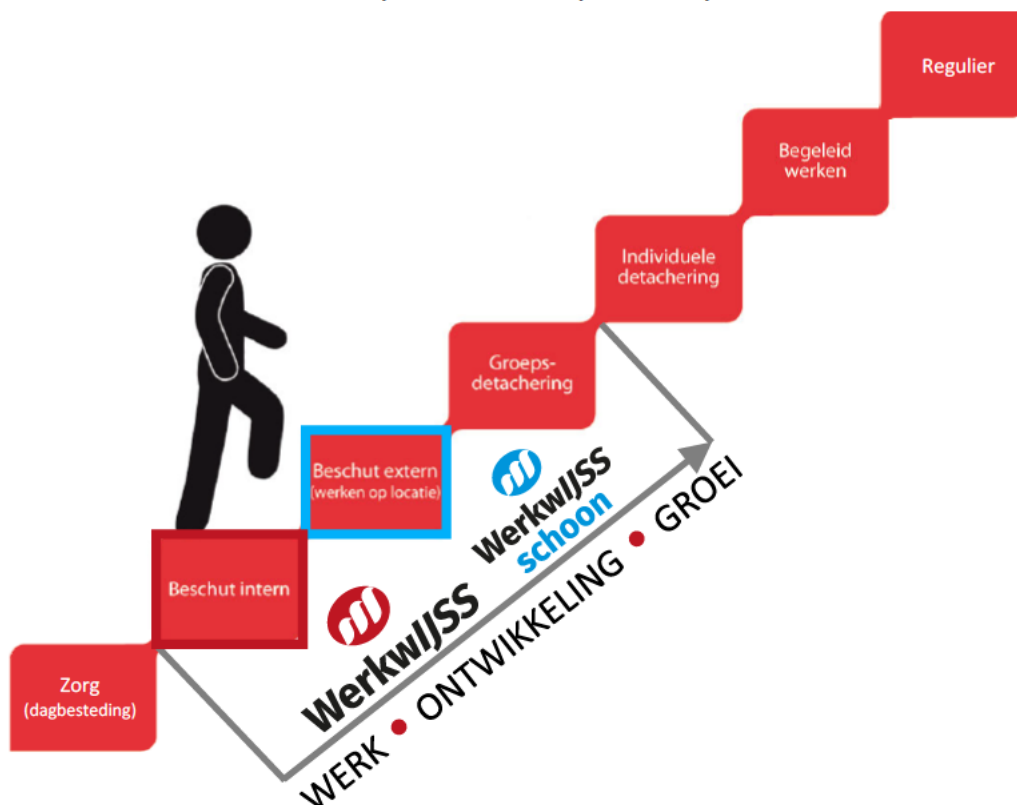 Regulier
Begeleid
werken
Individuele
detachering
Groeps-
detachering
Beschut extern
(werken op locatie)
Beschut intern
Zorg
(dagbesteding)
WerkwIJSS
schoon
WerkwIJSS
WERK • ONTWIKKELING • GROEI